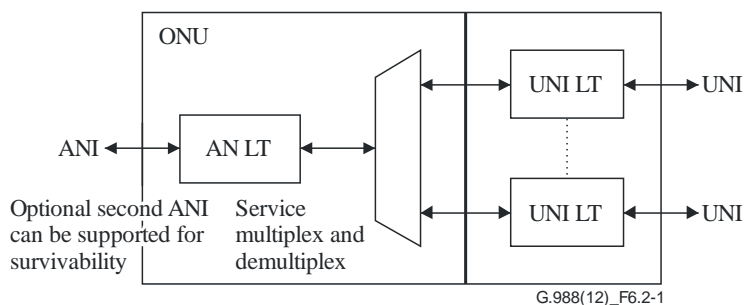 ONU
UNI LT
UNI
ANI
AN LT
Optional second ANI
can be supported for
survivability
Service
multiplex and
demultiplex
UNI LT
UNI
G.988(12)_F6.2-1